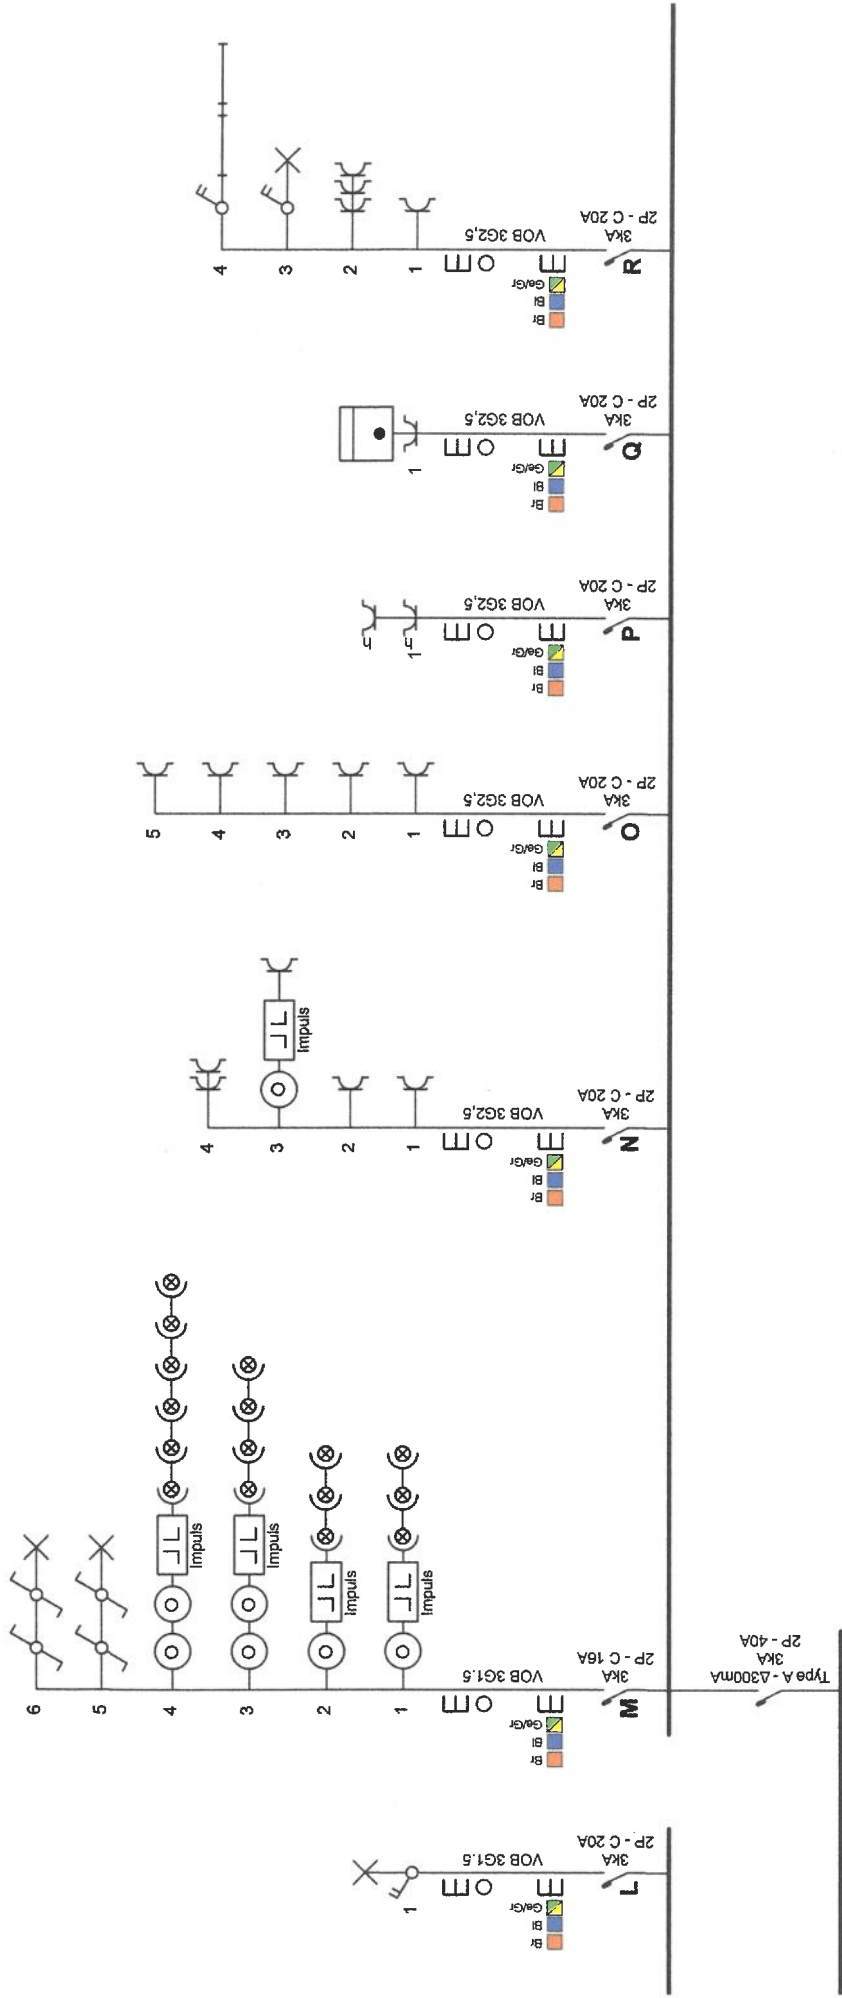 4
3
2
1
VOB 3G2,5
Ge/Gr
Bl
Br
3kA
2P - C 20A
R
1
VOB 3G2,5
Ge/Gr
Bl
Br
3kA
2P - C 20A
Q
1
VOB 3G2,5
Ge/Gr
Bl
Br
3kA
2P - C 20A
P
5
4
3
2
1
VOB 3G2,5
Ge/Gr
Bl
Br
3kA
2P - C 20A
O
4
3
Impuls
2
1
VOB 3G2,5
Ge/Gr
Bl
Br
3kA
2P - C 20A
N
6
5
4
Impuls
3
Impuls
2
Impuls
1
Impuls
VOB 3G1.5
Ge/Gr
Bl
Br
3kA
2P - C 16A
M
Type A - Δ300mA
3kA
2P - 40A
1
VOB 3G1.5
Ge/Gr
Bl
Br
3kA
2P - C 20A
L